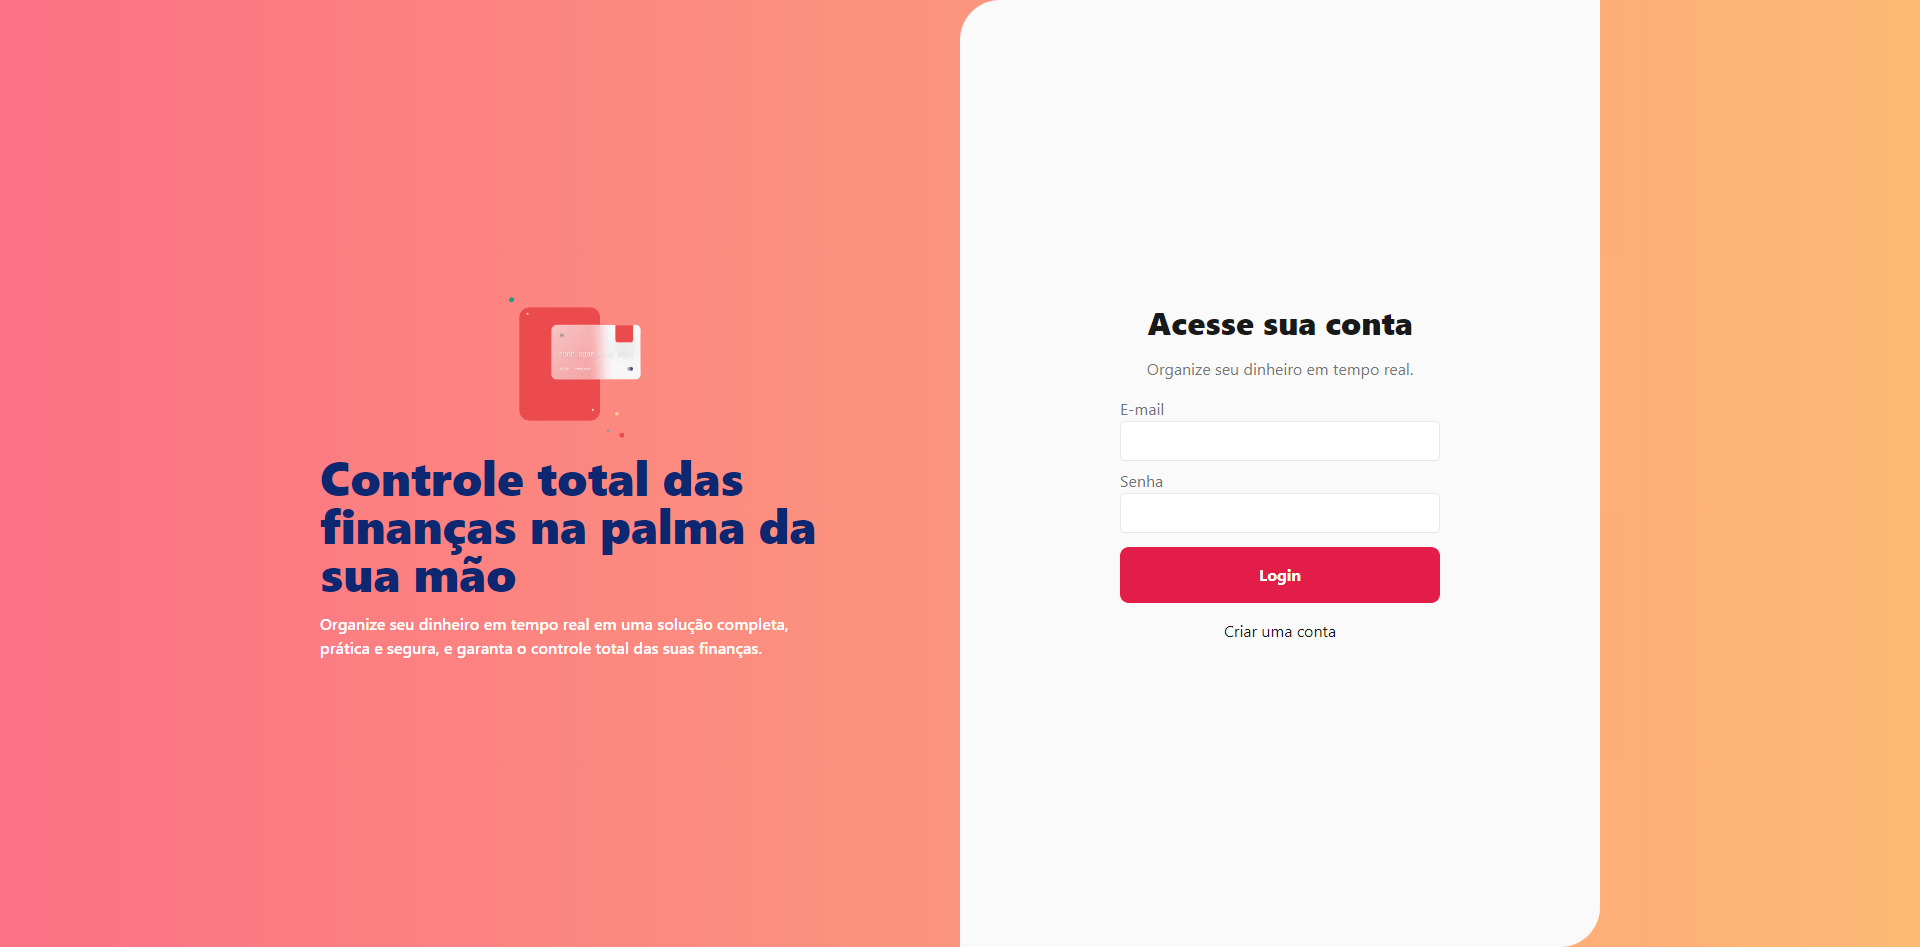 Controle total das
finanças na palma da
sua mão
Organize seu dinheiro em tempo real em uma solução completa,
prática e segura, e garanta o controle total das suas finanças.
Acesse sua conta
Organize seu dinheiro em tempo real.
E-mail
Senha
Login
Criar uma conta